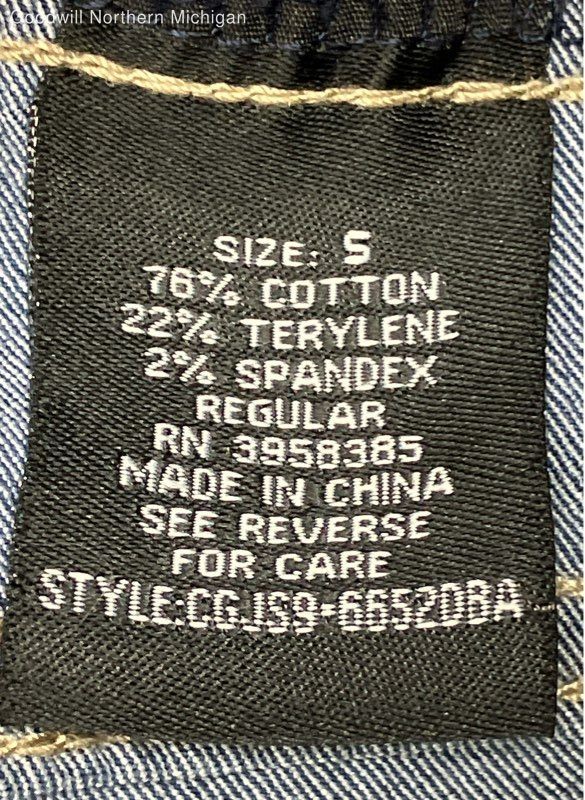 Goodwill Northern Michigan
SIZE: S
76% COTTON
22% TERYLENE
2% SPANDEX
REGULAR
RN 3958385
MADE IN CHINA
SEE REVERSE
FOR CARE
STYLE:CGJS9-66520BA